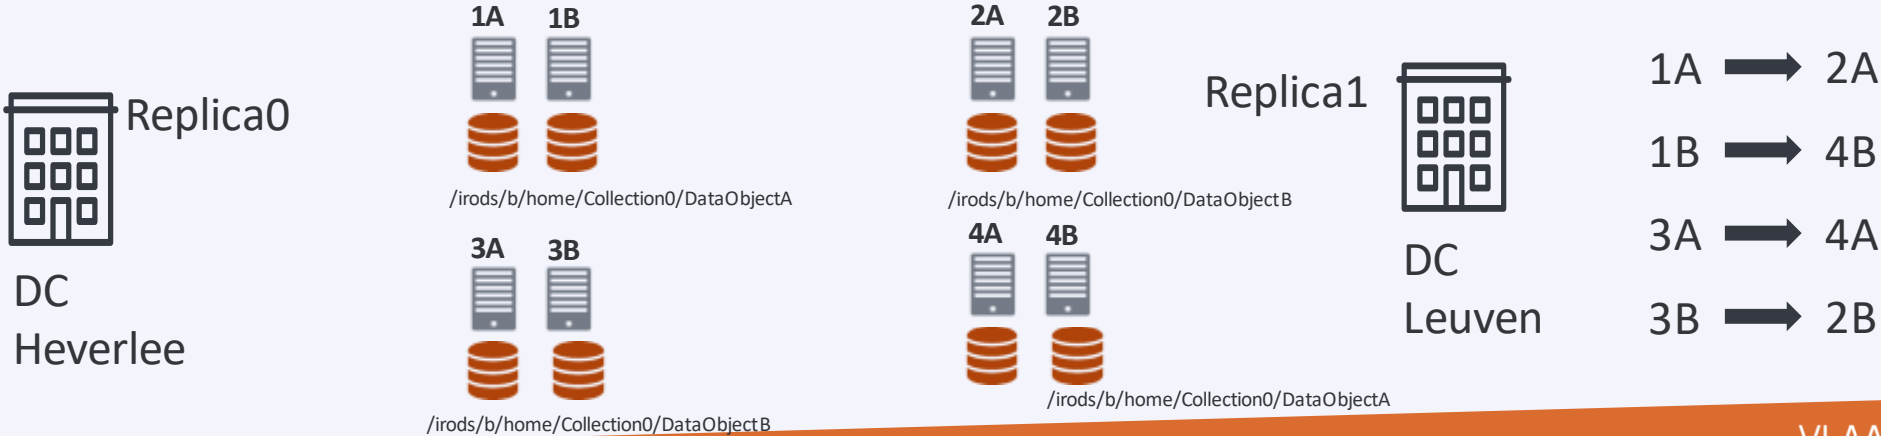 1A 1B
2A 2B
Replica0
Replica1
/irods/b/home/Collection0/DataObjectA
/irods/b/home/Collection0/DataObjectB
3A 3B
4A 4B
DC
Heverlee
DC
Leuven
/irods/b/home/Collection0/DataObjectB
/irods/b/home/Collection0/DataObjectA
1A → 2A
1B → 4B
3A → 4A
3B → 2B